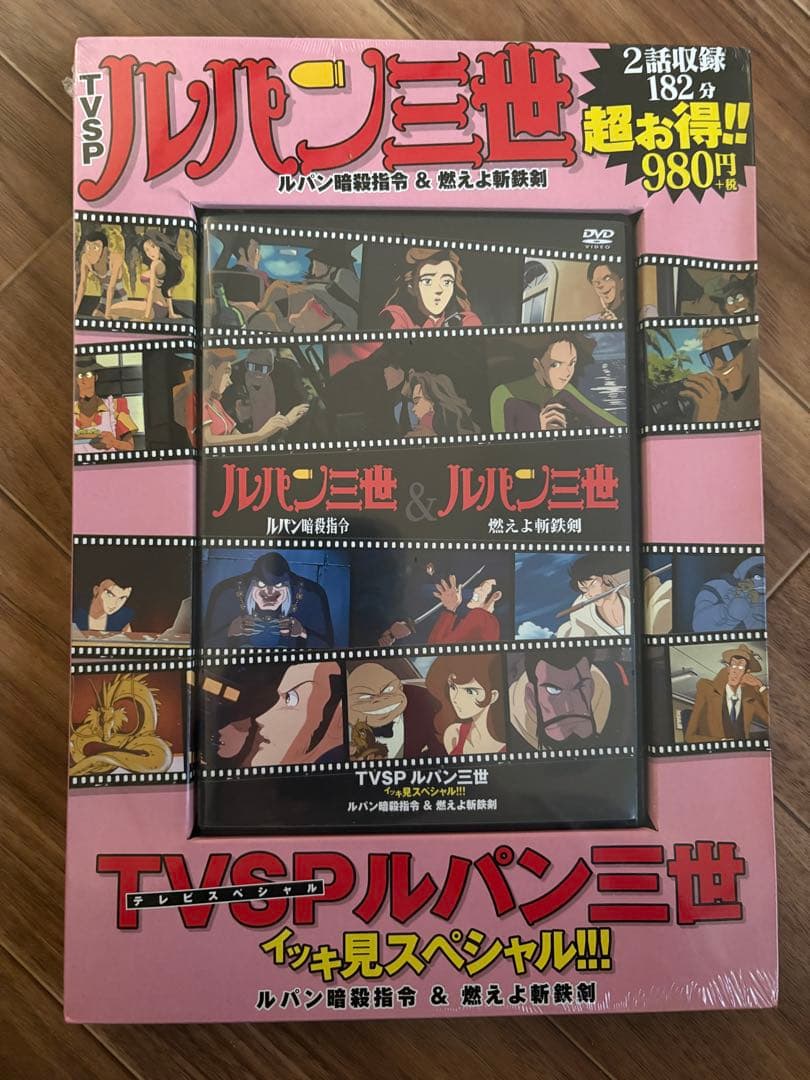 TVSP
ルパン三世
ルパン暗殺指令 & 燃えよ斬鉄剣
2話収録
182分
超お得!!
980円
+税
DVD
VIDEO
ルパン三世 & ルパン三世
ルパン暗殺指令 燃えよ斬鉄剣
TVSP ルパン三世
イッキ見スペシャル!!!
ルパン暗殺指令 & 燃えよ斬鉄剣
TVSPルパン三世
テレビスペシャル
イッキ見スペシャル!!!
ルパン暗殺指令 & 燃えよ斬鉄剣